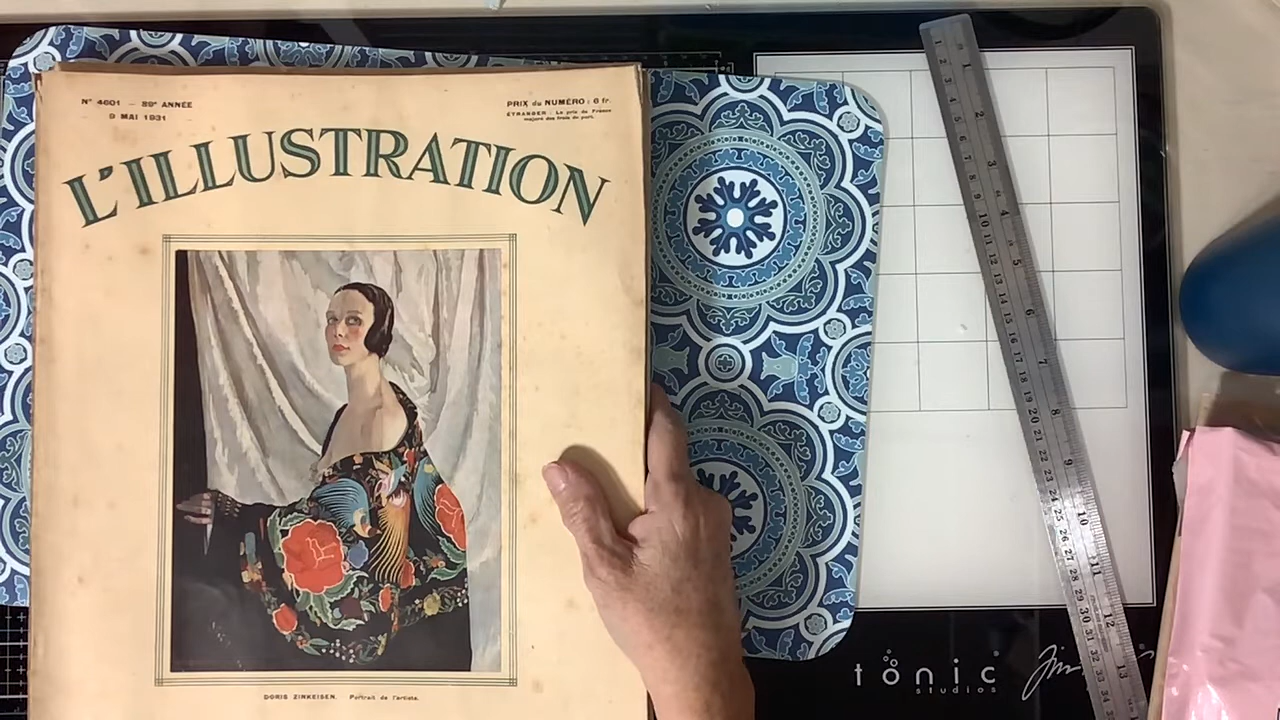 Nº 4601 — 89ᵉ ANNÉE
9 MAI 1931
PRIX du NUMÉRO : 6 fr.
ÉTRANGER : Le prix de France
majoré des frais de port.
L'ILLUSTRATION
DORIS ZINKEISEN. Portrait de l'artiste.
tonic
studios